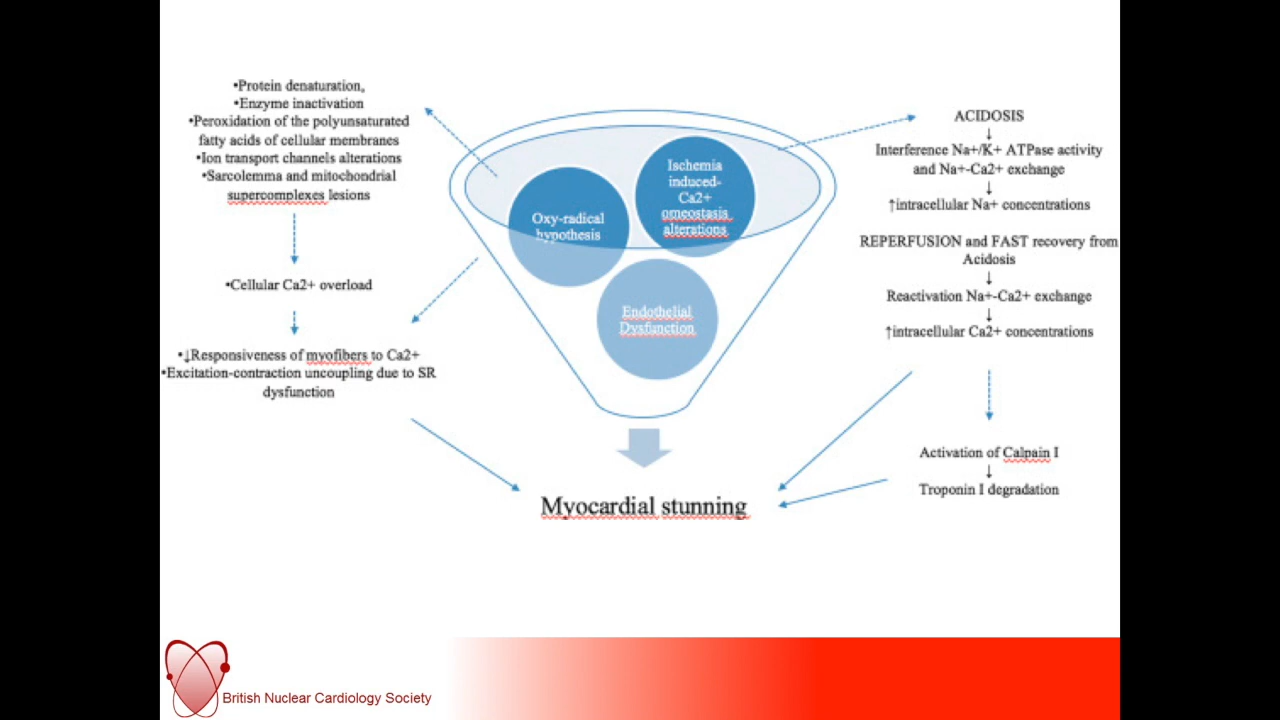 •Protein denaturation,
•Enzyme inactivation
•Peroxidation of the polyunsaturated
fatty acids of cellular membranes
•Ion transport channels alterations
•Sarcolemma and mitochondrial
supercomplexes lesions
•Cellular Ca2+ overload
•↓Responsiveness of myofibers to Ca2+
•Excitation-contraction uncoupling due to SR
dysfunction
Oxy-radical
hypothesis
Ischemia
induced-
Ca2+
omeostasis
alterations
Endothelial
Dysfunction
ACIDOSIS
↓
Interference Na+/K+ ATPase activity
and Na+-Ca2+ exchange
↓
↑intracellular Na+ concentrations
REPERFUSION and FAST recovery from
Acidosis
↓
Reactivation Na+-Ca2+ exchange
↓
↑intracellular Ca2+ concentrations
Activation of Calpain I
↓
Troponin I degradation
Myocardial stunning
British Nuclear Cardiology Society